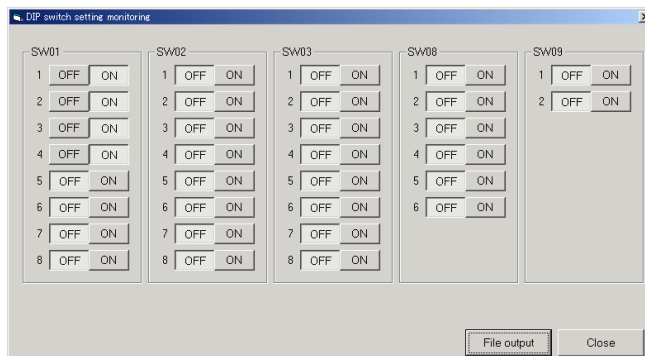 DIP switch setting monitoring
SW01 SW02 SW03 SW08 SW09
1 OFF ON 1 OFF ON 1 OFF ON 1 OFF ON 1 OFF ON
2 OFF ON 2 OFF ON 2 OFF ON 2 OFF ON 2 OFF ON
3 OFF ON 3 OFF ON 3 OFF ON 3 OFF ON
4 OFF ON 4 OFF ON 4 OFF ON 4 OFF ON
5 OFF ON 5 OFF ON 5 OFF ON 5 OFF ON
6 OFF ON 6 OFF ON 6 OFF ON 6 OFF ON
7 OFF ON 7 OFF ON 7 OFF ON
8 OFF ON 8 OFF ON 8 OFF ON
File output Close